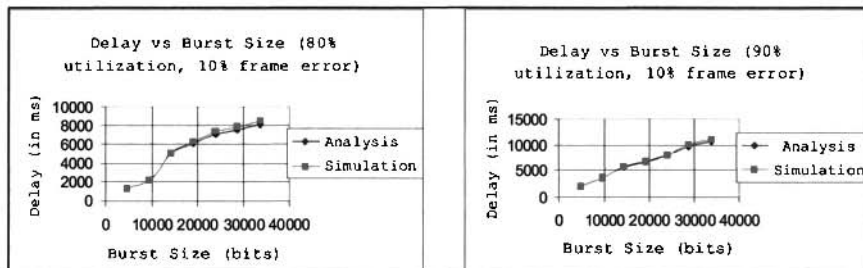 Delay vs Burst Size (80%
utilization, 10% frame error)
Delay (in ms)
10000
8000
6000
4000
2000
0
0 10000 20000 30000 40000
Burst Size (bits)
Analysis
Simulation
Delay vs Burst Size (90%
utilization, 10% frame error)
Delay (in ms)
15000
10000
5000
0
0 10000 20000 30000 40000
Burst Size (bits)
Analysis
Simulation